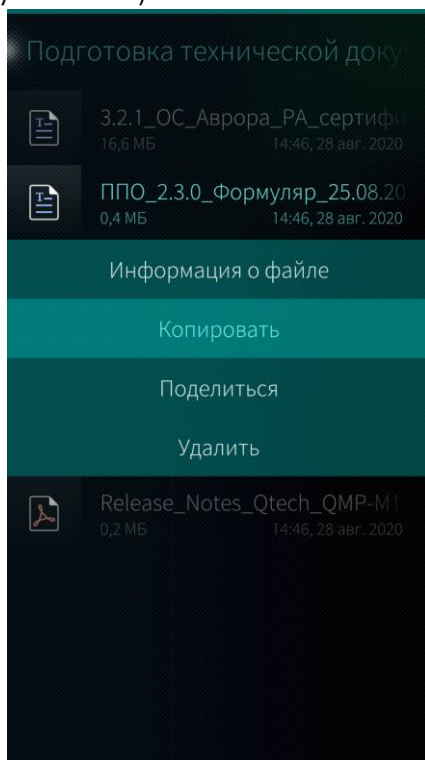 Подготовка технической доку
3.2.1_ОС_Аврора_РА_сертифи
16,6 МБ 14:46, 28 авг. 2020
ППО_2.3.0_Формуляр_25.08.20
0,4 МБ 14:46, 28 авг. 2020
Информация о файле
Копировать
Поделиться
Удалить
Release_Notes_Qtech_QMP-M1
0,2 МБ 14:46, 28 авг. 2020